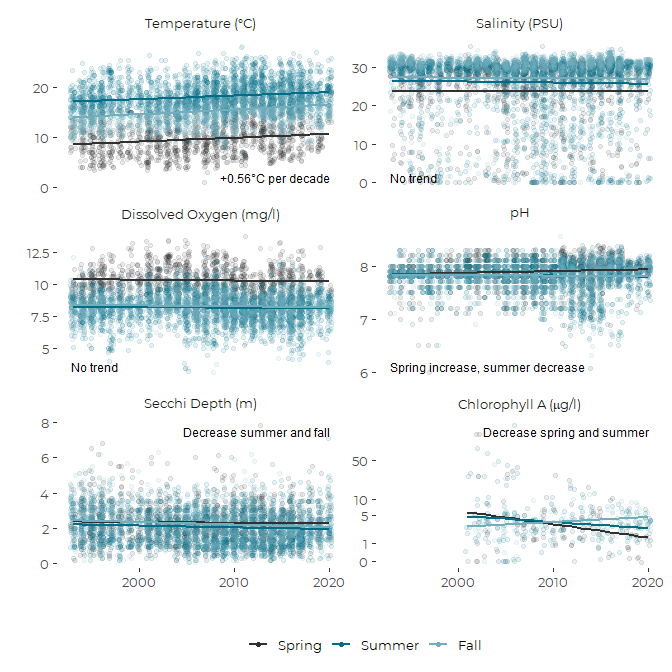 Temperature (°C)
Salinity (PSU)
20
10
0
+0.56°C per decade
30
20
10
0
No trend
Dissolved Oxygen (mg/l)
pH
12.5
10
7.5
5
No trend
8
7
6
Spring increase, summer decrease
Secchi Depth (m)
Chlorophyll A (μg/l)
8
6
4
2
0
Decrease summer and fall
50
10
5
1
0
Decrease spring and summer
2000
2010
2020
2000
2010
2020
Spring
Summer
Fall